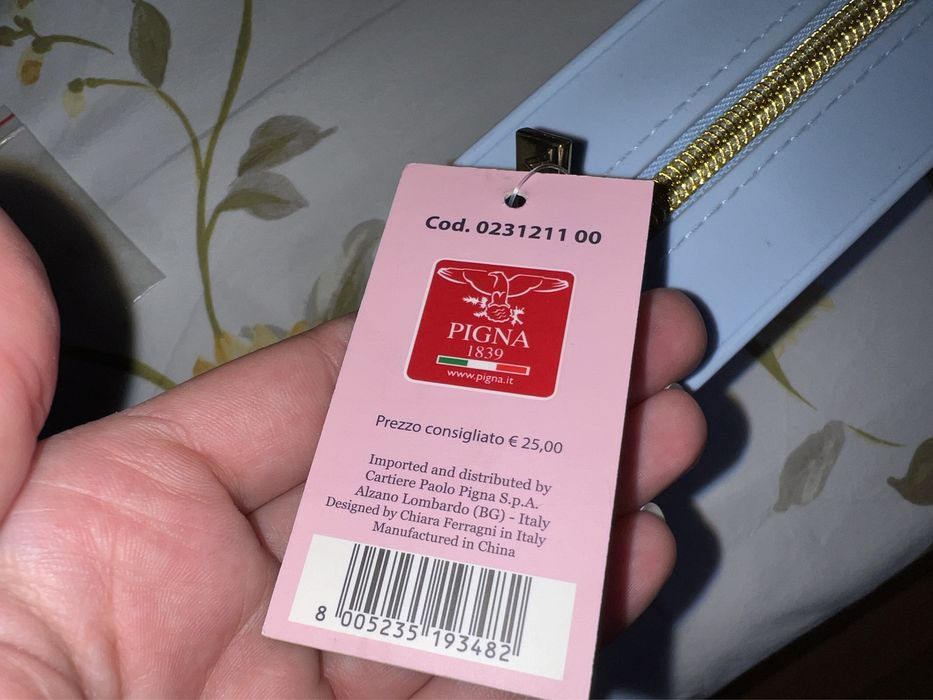 Cod. 0231211 00
PIGNA
1839
www.pigna.it
Prezzo consigliato € 25,00
Imported and distributed by
Cartiere Paolo Pigna S.p.A.
Alzano Lombardo (BG) - Italy
Designed by Chiara Ferragni in Italy
Manufactured in China
8 005235 193482